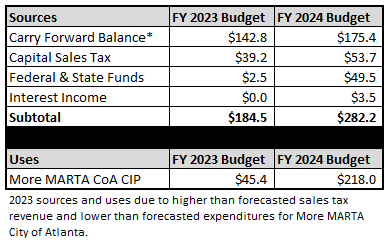 Sources FY 2023 Budget FY 2024 Budget
Carry Forward Balance* $142.8 $175.4
Capital Sales Tax $39.2 $53.7
Federal & State Funds $2.5 $49.5
Interest Income $0.0 $3.5
Subtotal $184.5 $282.2
Uses FY 2023 Budget FY 2024 Budget
More MARTA CoA CIP $45.4 $218.0
2023 sources and uses due to higher than forecasted sales tax
revenue and lower than forecasted expenditures for More MARTA
City of Atlanta.